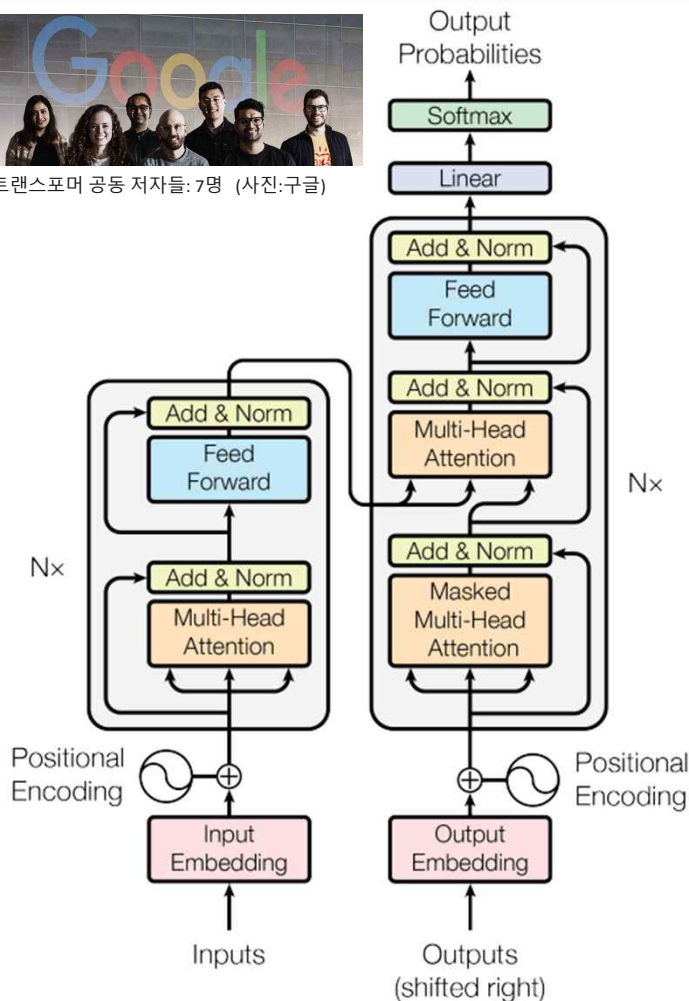 Google
트랜스포머 공동 저자들: 7명 (사진:구글)
Output
Probabilities
Softmax
Linear
Add & Norm
Feed
Forward
Add & Norm
Multi-Head
Attention
Nx
Add & Norm
Masked
Multi-Head
Attention
Add & Norm
Feed
Forward
Nx
Add & Norm
Multi-Head
Attention
Positional
Encoding
Positional
Encoding
Input
Embedding
Output
Embedding
Inputs
Outputs
(shifted right)